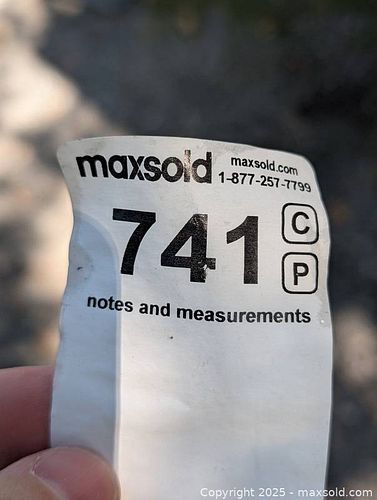 maxsold maxsold.com
1-877-257-7799
741 C
P
notes and measurements
Copyright 2025 - maxsold.com